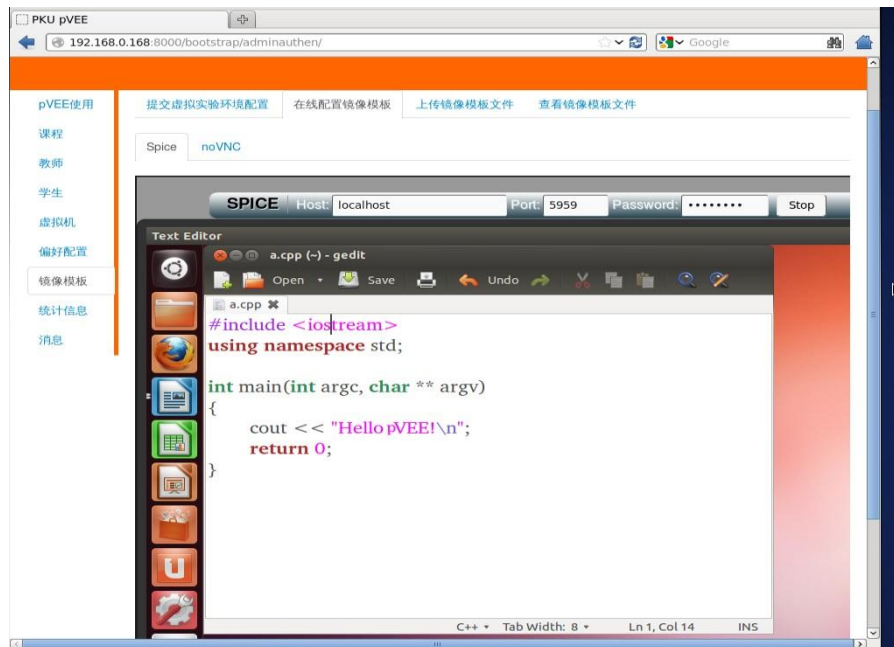 PKU pVEE
192.168.0.168:8000/bootstrap/adminauthen/
Google
pVEE使用
课程
教师
学生
虚拟机
偏好配置
镜像模板
统计信息
消息
提交虚拟实验环境配置 在线配置镜像模板 上传镜像模板文件 查看镜像模板文件
Spice noVNC
SPICE Host: localhost Port: 5959 Password: •••••••• Stop
Text Editor
a.cpp (~) - gedit
Open Save Undo
a.cpp
#include <iostream>
using namespace std;
int main(int argc, char ** argv)
{
cout << "Hello pVEE!\n";
return 0;
}
C++ Tab Width: 8 Ln 1, Col 14 INS